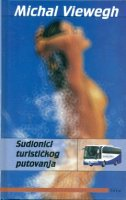 Michal Viewegh
Sudionici
turističkog
putovanja